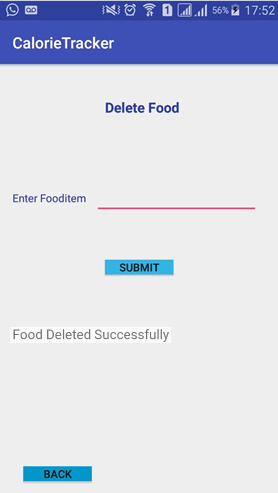 56% 17:52
CalorieTracker
Delete Food
Enter Fooditem
SUBMIT
Food Deleted Successfully
BACK